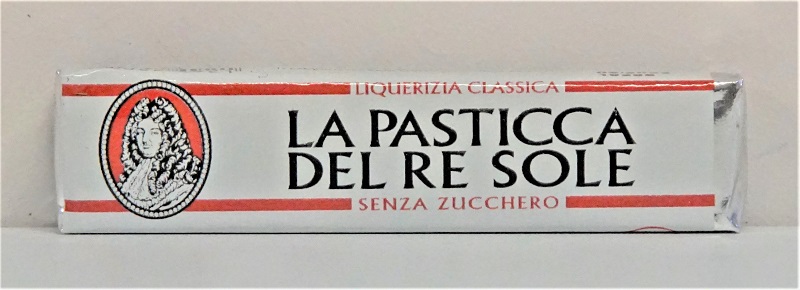 LIQUERIZIA CLASSICA
LA PASTICCA
DEL RE SOLE
SENZA ZUCCHERO